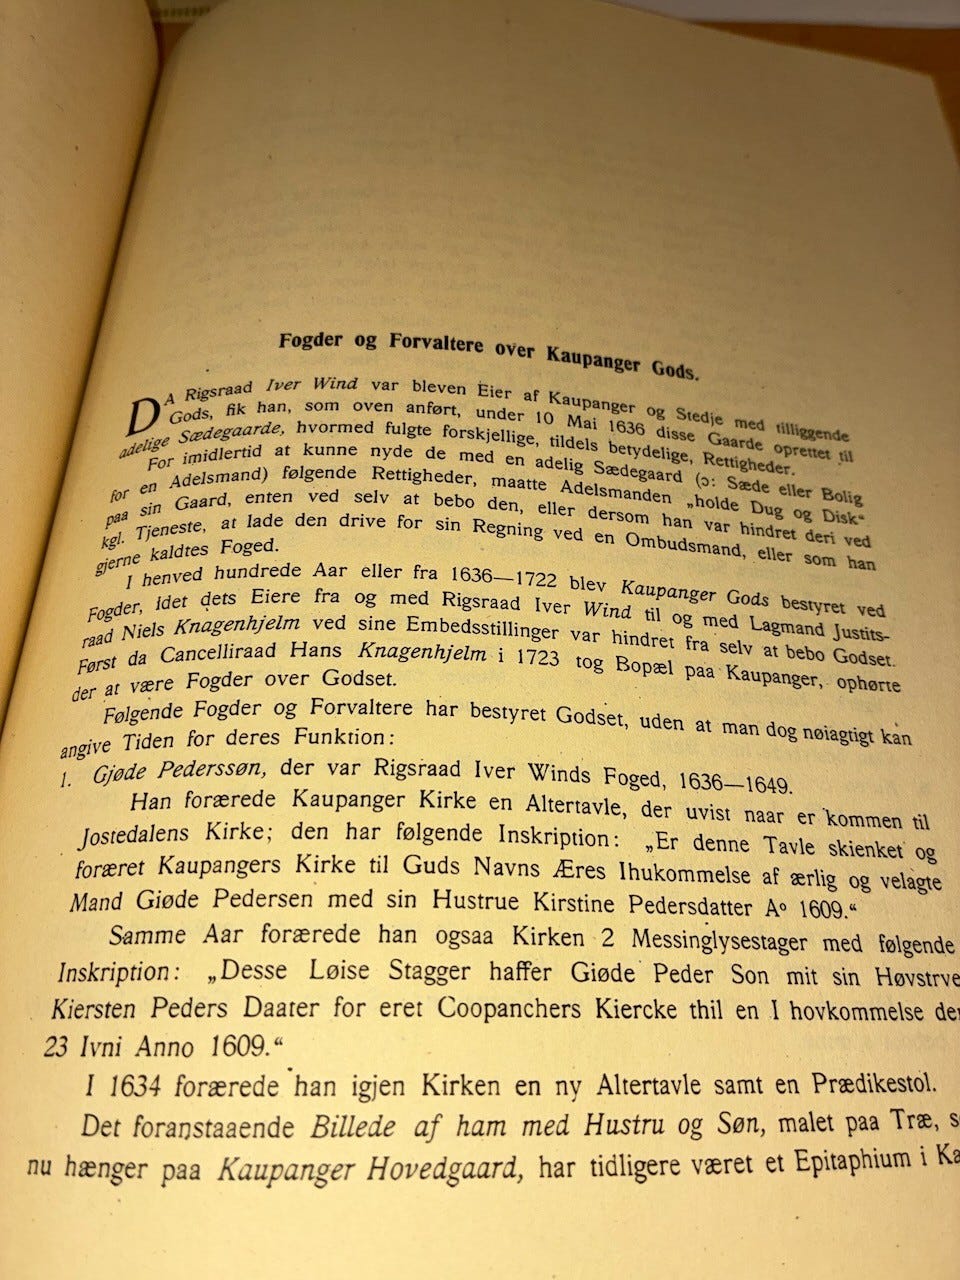 Fogder og Forvaltere over Kaupanger Gods.
DA Rigsraad Iver Wind var bleven Eier af Kaupanger og Stedje med tilliggende
Gods, fik han, som oven anført, under 10 Mai 1636 disse Gaarde oprettet til
adelige Sædegaarde, hvormed fulgte forskjellige, tildels betydelige, Rettigheder.
For imidlertid at kunne nyde de med en adelig Sædegaard (ɔ: Sæde eller Bolig
for en Adelsmand) følgende Rettigheder, maatte Adelsmanden „holde Dug og Disk“
paa sin Gaard, enten ved selv at bebo den, eller dersom han var hindret deri ved
kgl. Tjeneste, at lade den drive for sin Regning ved en Ombudsmand, eller som han
gjerne kaldtes Foged.
I henved hundrede Aar eller fra 1636—1722 blev Kaupanger Gods bestyret ved
Fogder, idet dets Eiere fra og med Rigsraad Iver Wind til og med Lagmand Justits-
raad Niels Knagenhjelm ved sine Embedsstillinger var hindret fra selv at bebo Godset.
Først da Cancelliraad Hans Knagenhjelm i 1723 tog Bopæl paa Kaupanger, ophørte
der at være Fogder over Godset.
Følgende Fogder og Forvaltere har bestyret Godset, uden at man dog nøiagtigt kan
angive Tiden for deres Funktion:
1. Gjøde Pederssøn, der var Rigsraad Iver Winds Foged, 1636—1649.
Han forærede Kaupanger Kirke en Altertavle, der uvist naar er kommen til
Jostedalens Kirke; den har følgende Inskription: „Er denne Tavle skienket og
foræret Kaupangers Kirke til Guds Navns Æres Ihukommelse af ærlig og velagte
Mand Giøde Pedersen med sin Hustrue Kirstine Pedersdatter Aº 1609.“
Samme Aar forærede han ogsaa Kirken 2 Messinglysestager med følgende
Inskription: „Desse Løise Stagger haffer Giøde Peder Son mit sin Høvstrve
Kiersten Peders Daater for eret Coopanchers Kiercke thil en I hovkommelse
23 Ivni Anno 1609.“
I 1634 forærede han igjen Kirken en ny Altertavle samt en Prædikestol.
Det foranstaaende Billede af ham med Hustru og Søn, malet paa Træ,
nu hænger paa Kaupanger Hovedgaard, har tidligere været et Epitaphium i